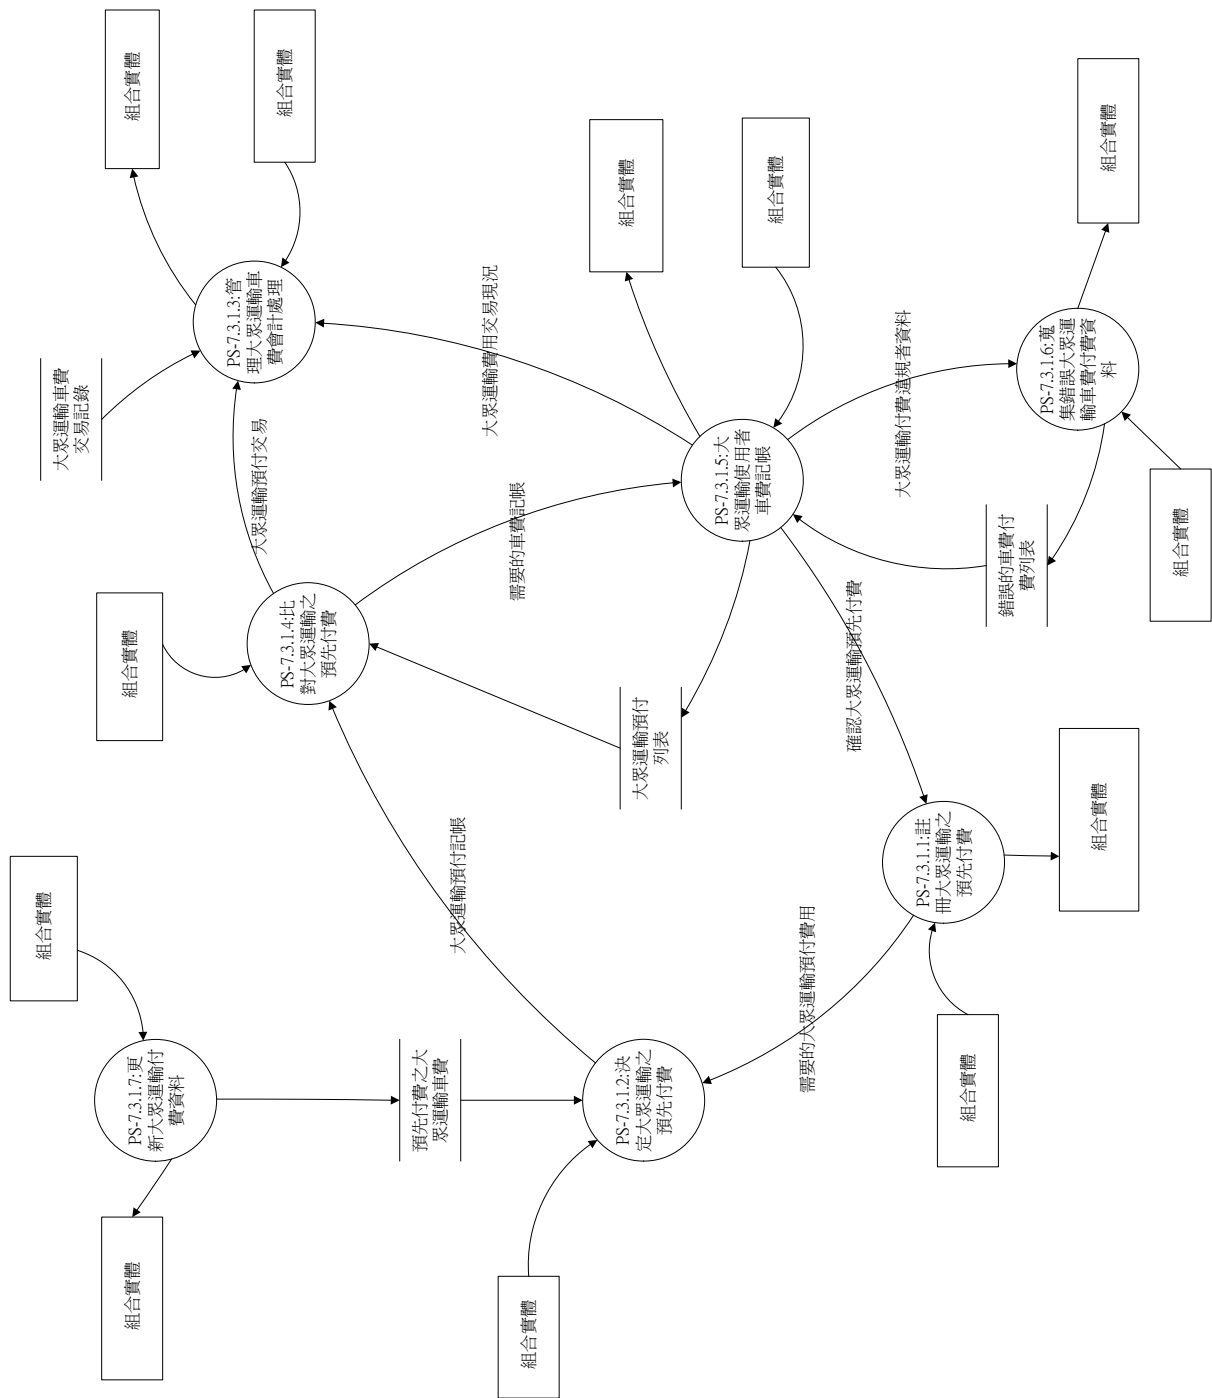 組合實體
組合實體
PS-7.3.1.7:更
新大眾運輸付
費資料
組合實體
大眾運輸車費
交易記錄
組合實體
PS-7.3.1.3:管
理大眾運輸車
費會計處理
組合實體
大眾運輸預付交易
PS-7.3.1.4:比
對大眾運輸之
預先付費
預先付費之大
眾運輸車費
大眾運輸預付記帳
大眾運輸費用交易現況
需要的車費記帳
組合實體
組合實體
PS-7.3.1.2:決
定大眾運輸之
預先付費
大眾運輸預付
列表
PS-7.3.1.5:大
眾運輸使用者
車費記帳
組合實體
需要的大眾運輸預付費用
確認大眾運輸預先付費
大眾運輸付費違規者資料
PS-7.3.1.1:註
冊大眾運輸之
預先付費
組合實體
錯誤的車費付
費列表
PS-7.3.1.6:蒐
集錯誤大眾運
輸車費付費資
料
組合實體
組合實體
組合實體